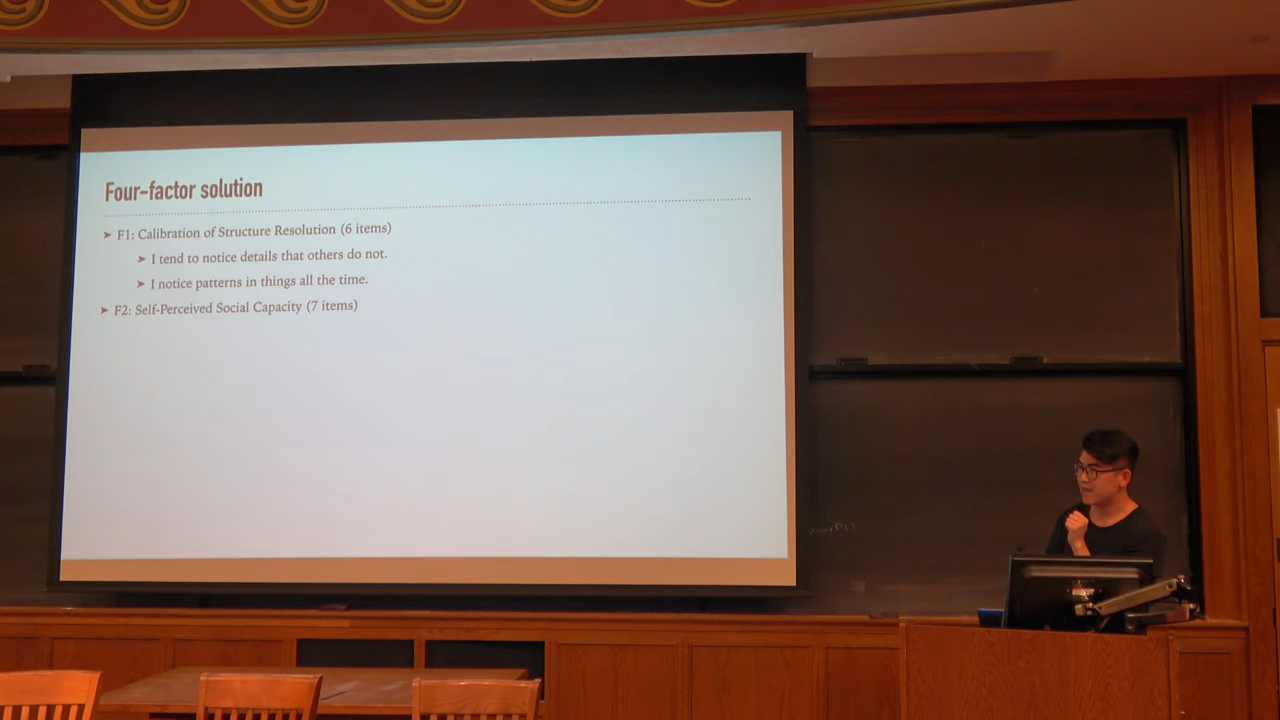 Four-factor solution
➤ F1: Calibration of Structure Resolution (6 items)
➤ I tend to notice details that others do not.
➤ I notice patterns in things all the time.
➤ F2: Self-Perceived Social Capacity (7 items)